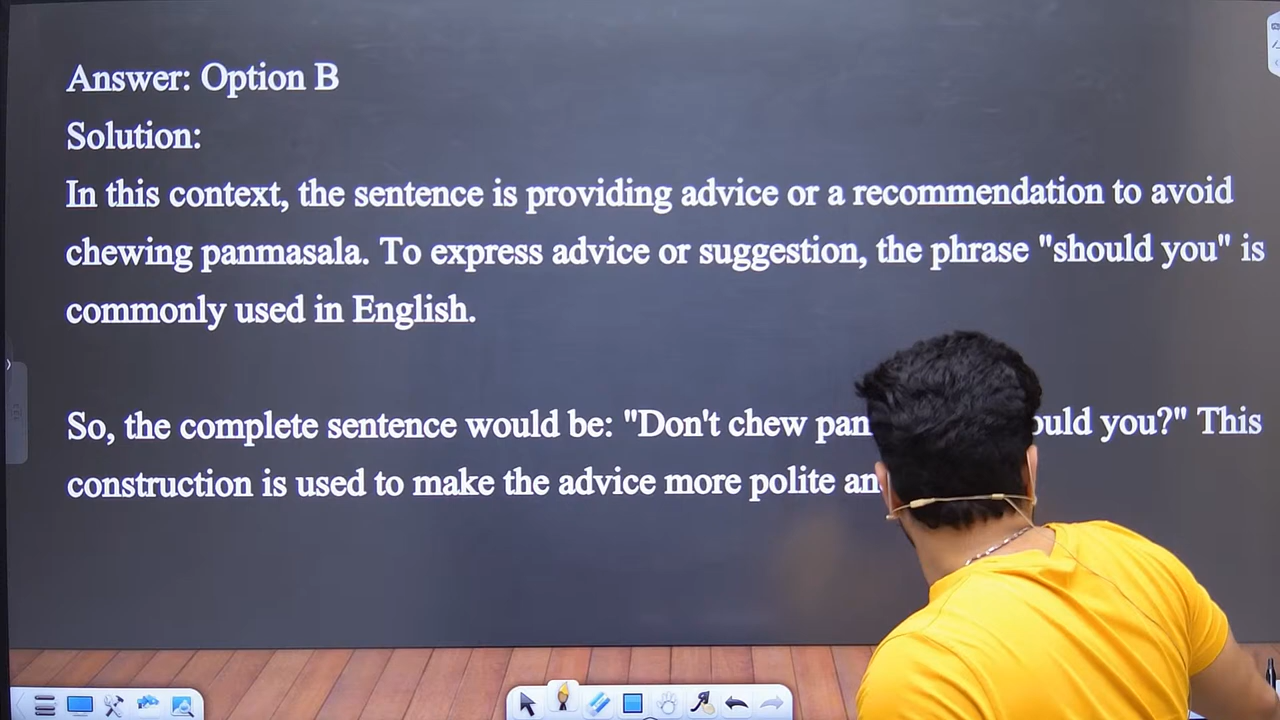 Answer: Option B
Solution:
In this context, the sentence is providing advice or a recommendation to avoid
chewing panmasala. To express advice or suggestion, the phrase "should you" is
commonly used in English.
So, the complete sentence would be: "Don't chew pan ould you?" This
construction is used to make the advice more polite an